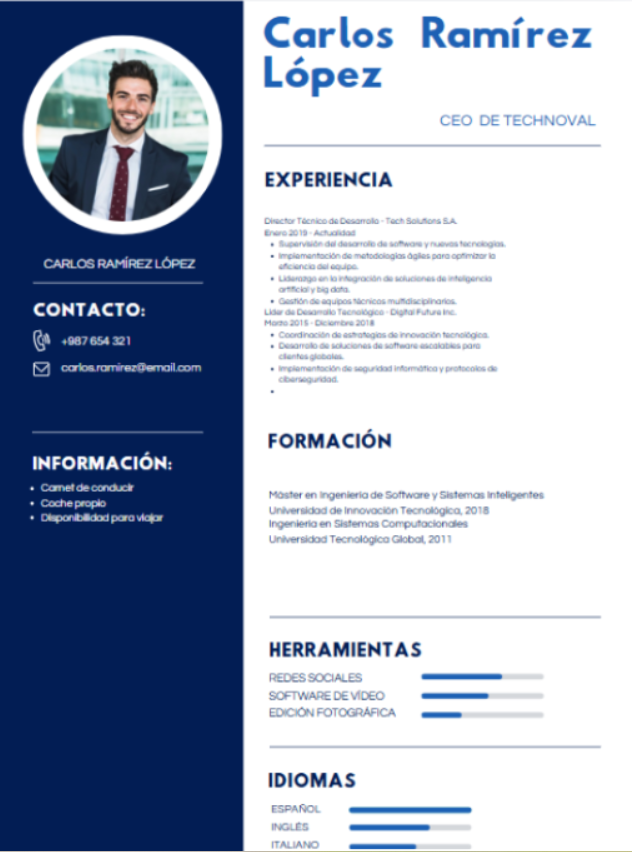 Carlos Ramírez
López
CEO DE TECHNOVAL
CARLOS RAMÍREZ LÓPEZ
CONTACTO:
+987 654 321
carlos.ramirez@email.com
INFORMACIÓN:
• Carnet de conducir
• Coche propio
• Disponibilidad para viajar
EXPERIENCIA
Director Técnico de Desarrollo - Tech Solutions S.A.
Enero 2019 - Actualidad
• Supervisión del desarrollo de software y nuevas tecnologías.
• Implementación de metodologías ágiles para optimizar la
eficiencia del equipo.
• Liderazgo en la integración de soluciones de inteligencia
artificial y big data.
• Gestión de equipos técnicos multidisciplinarios.
Líder de Desarrollo Tecnológico - Digital Future Inc.
Marzo 2015 - Diciembre 2018
• Coordinación de estrategias de innovación tecnológica.
• Desarrollo de soluciones de software escalables para
clientes globales.
• Implementación de seguridad informática y protocolos de
ciberseguridad.
•
FORMACIÓN
Máster en Ingeniería de Software y Sistemas Inteligentes
Universidad de Innovación Tecnológica, 2018
Ingeniería en Sistemas Computacionales
Universidad Tecnológica Global, 2011
HERRAMIENTAS
REDES SOCIALES
SOFTWARE DE VÍDEO
EDICIÓN FOTOGRÁFICA
IDIOMAS
ESPAÑOL
INGLÉS
ITALIANO